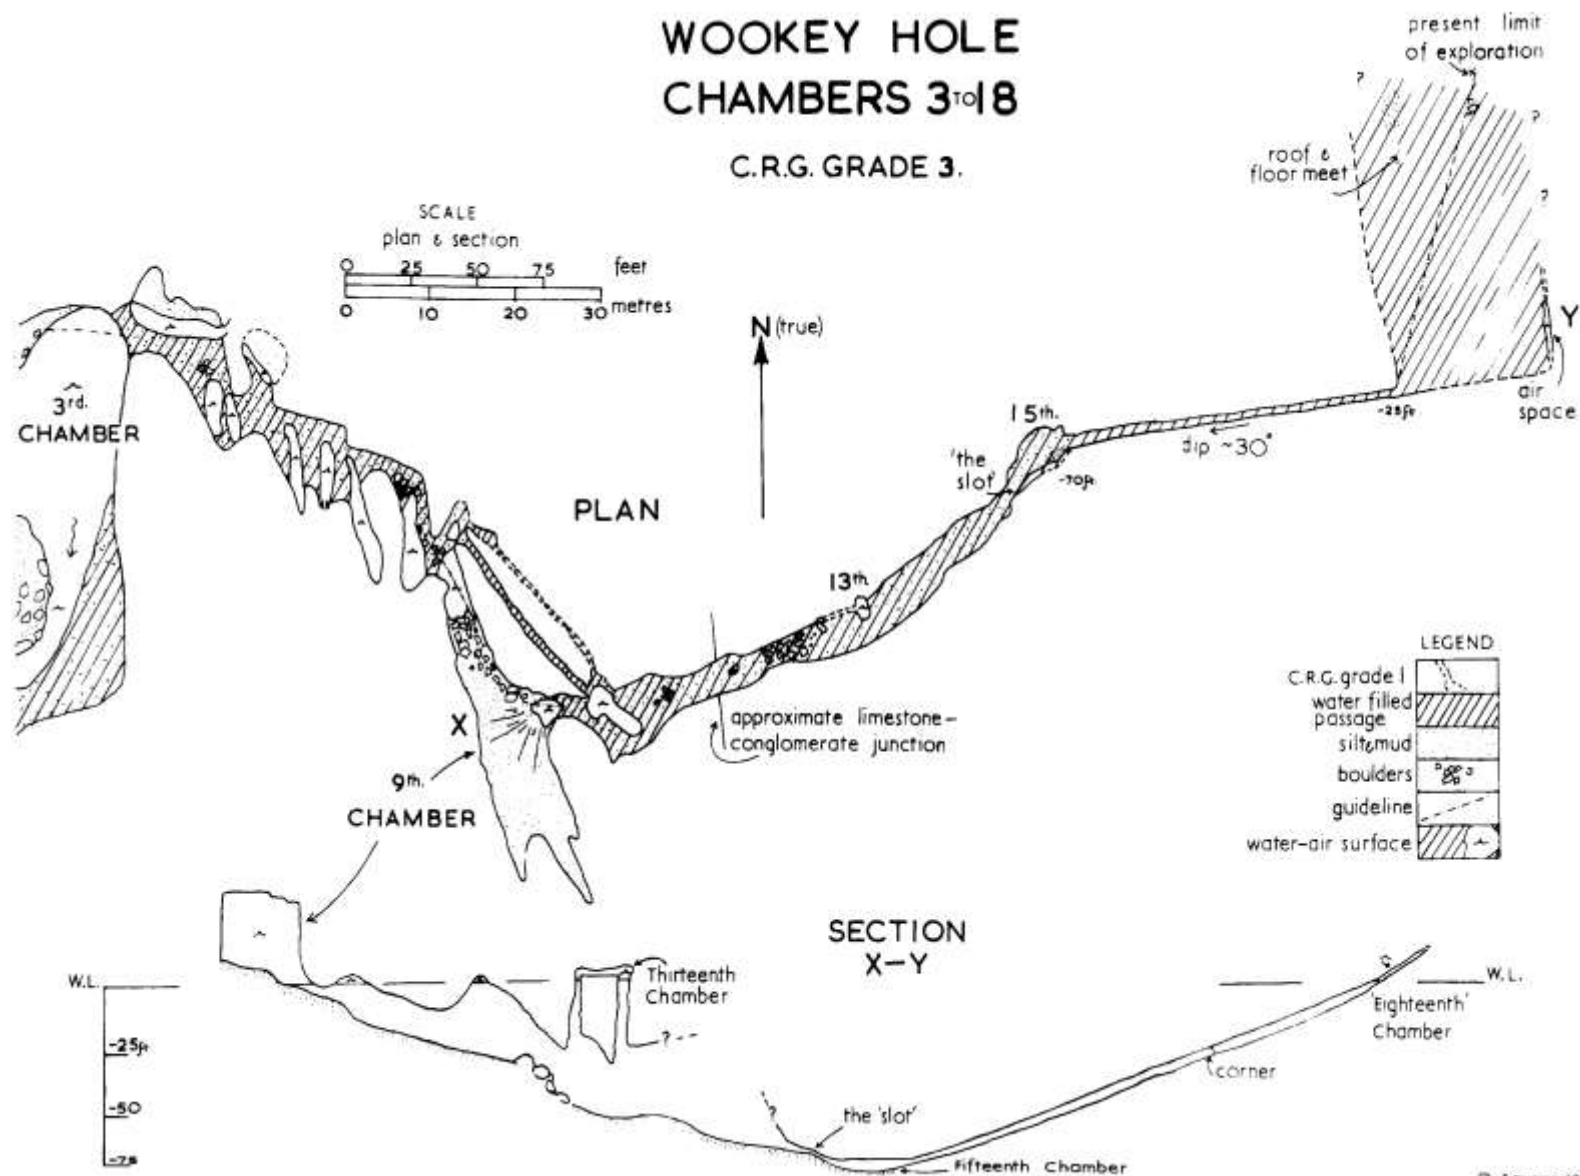 WOOKEY HOLE
CHAMBERS 3TO18
C.R.G. GRADE 3.
present limit
of exploration
?
?
?
roof &
floor meet
SCALE
plan & section
0 25 50 75 feet
0 10 20 30 metres
N (true)
Y
air
space
-25ft
dip ~30°
15th.
'the
slot'
-70ft
3rd.
CHAMBER
PLAN
13th.
X
9th.
CHAMBER
approximate limestone-
conglomerate junction
LEGEND
C.R.G. grade 1
water filled
passage
silt&mud
boulders
guideline
water-air surface
SECTION
X-Y
W.L.
W.L.
Thirteenth
Chamber
?--
'Eighteenth'
Chamber
-25ft
-50
-75
corner
?
the 'slot'
Fifteenth Chamber